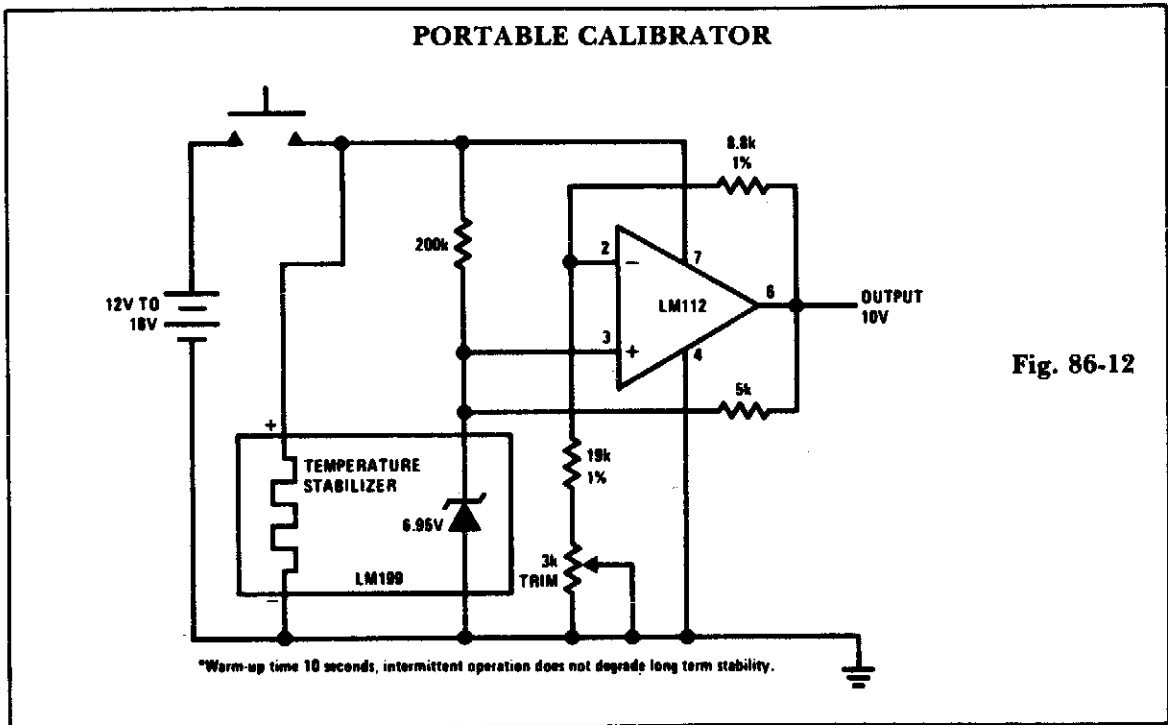 PORTABLE CALIBRATOR
8.8k
1%
200k
2
7
−
LM112
6
OUTPUT
10V
12V TO
18V
3
+
4
Fig. 86-12
5k
+
TEMPERATURE
STABILIZER
19k
1%
6.95V
3k
TRIM
LM199
−
*Warm-up time 10 seconds, intermittent operation does not degrade long term stability.